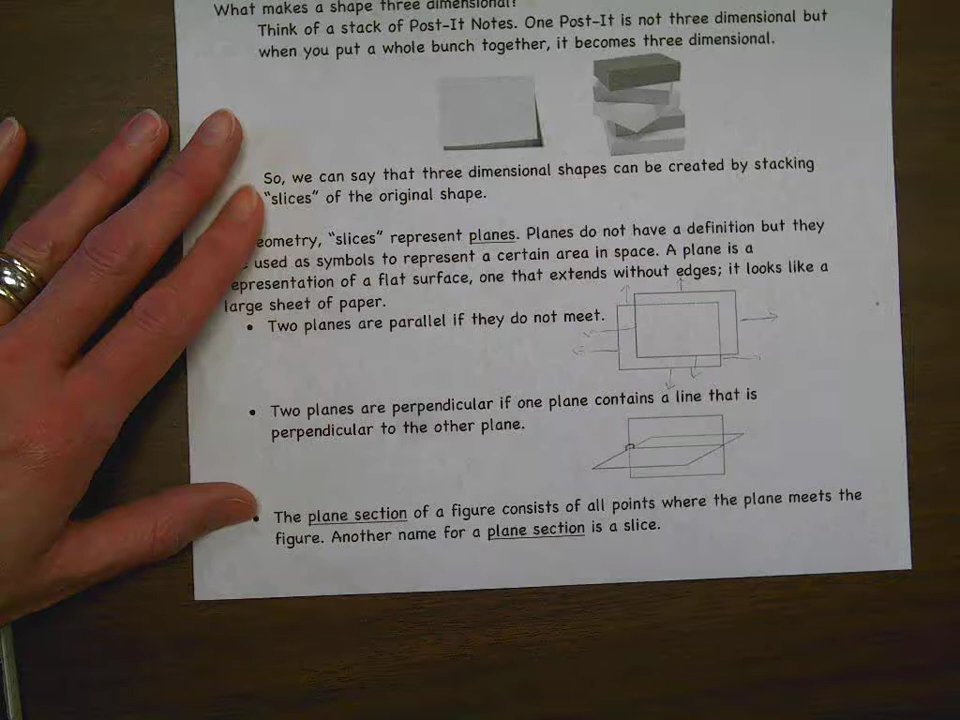 What makes a shape three dimensional?
Think of a stack of Post-It Notes. One Post-It is not three dimensional but
when you put a whole bunch together, it becomes three dimensional.
So, we can say that three dimensional shapes can be created by stacking
"slices" of the original shape.
eometry, "slices" represent planes. Planes do not have a definition but they
used as symbols to represent a certain area in space. A plane is a
epresentation of a flat surface, one that extends without edges; it looks like a
large sheet of paper.
• Two planes are parallel if they do not meet.
• Two planes are perpendicular if one plane contains a line that is
perpendicular to the other plane.
• The plane section of a figure consists of all points where the plane meets the
figure. Another name for a plane section is a slice.